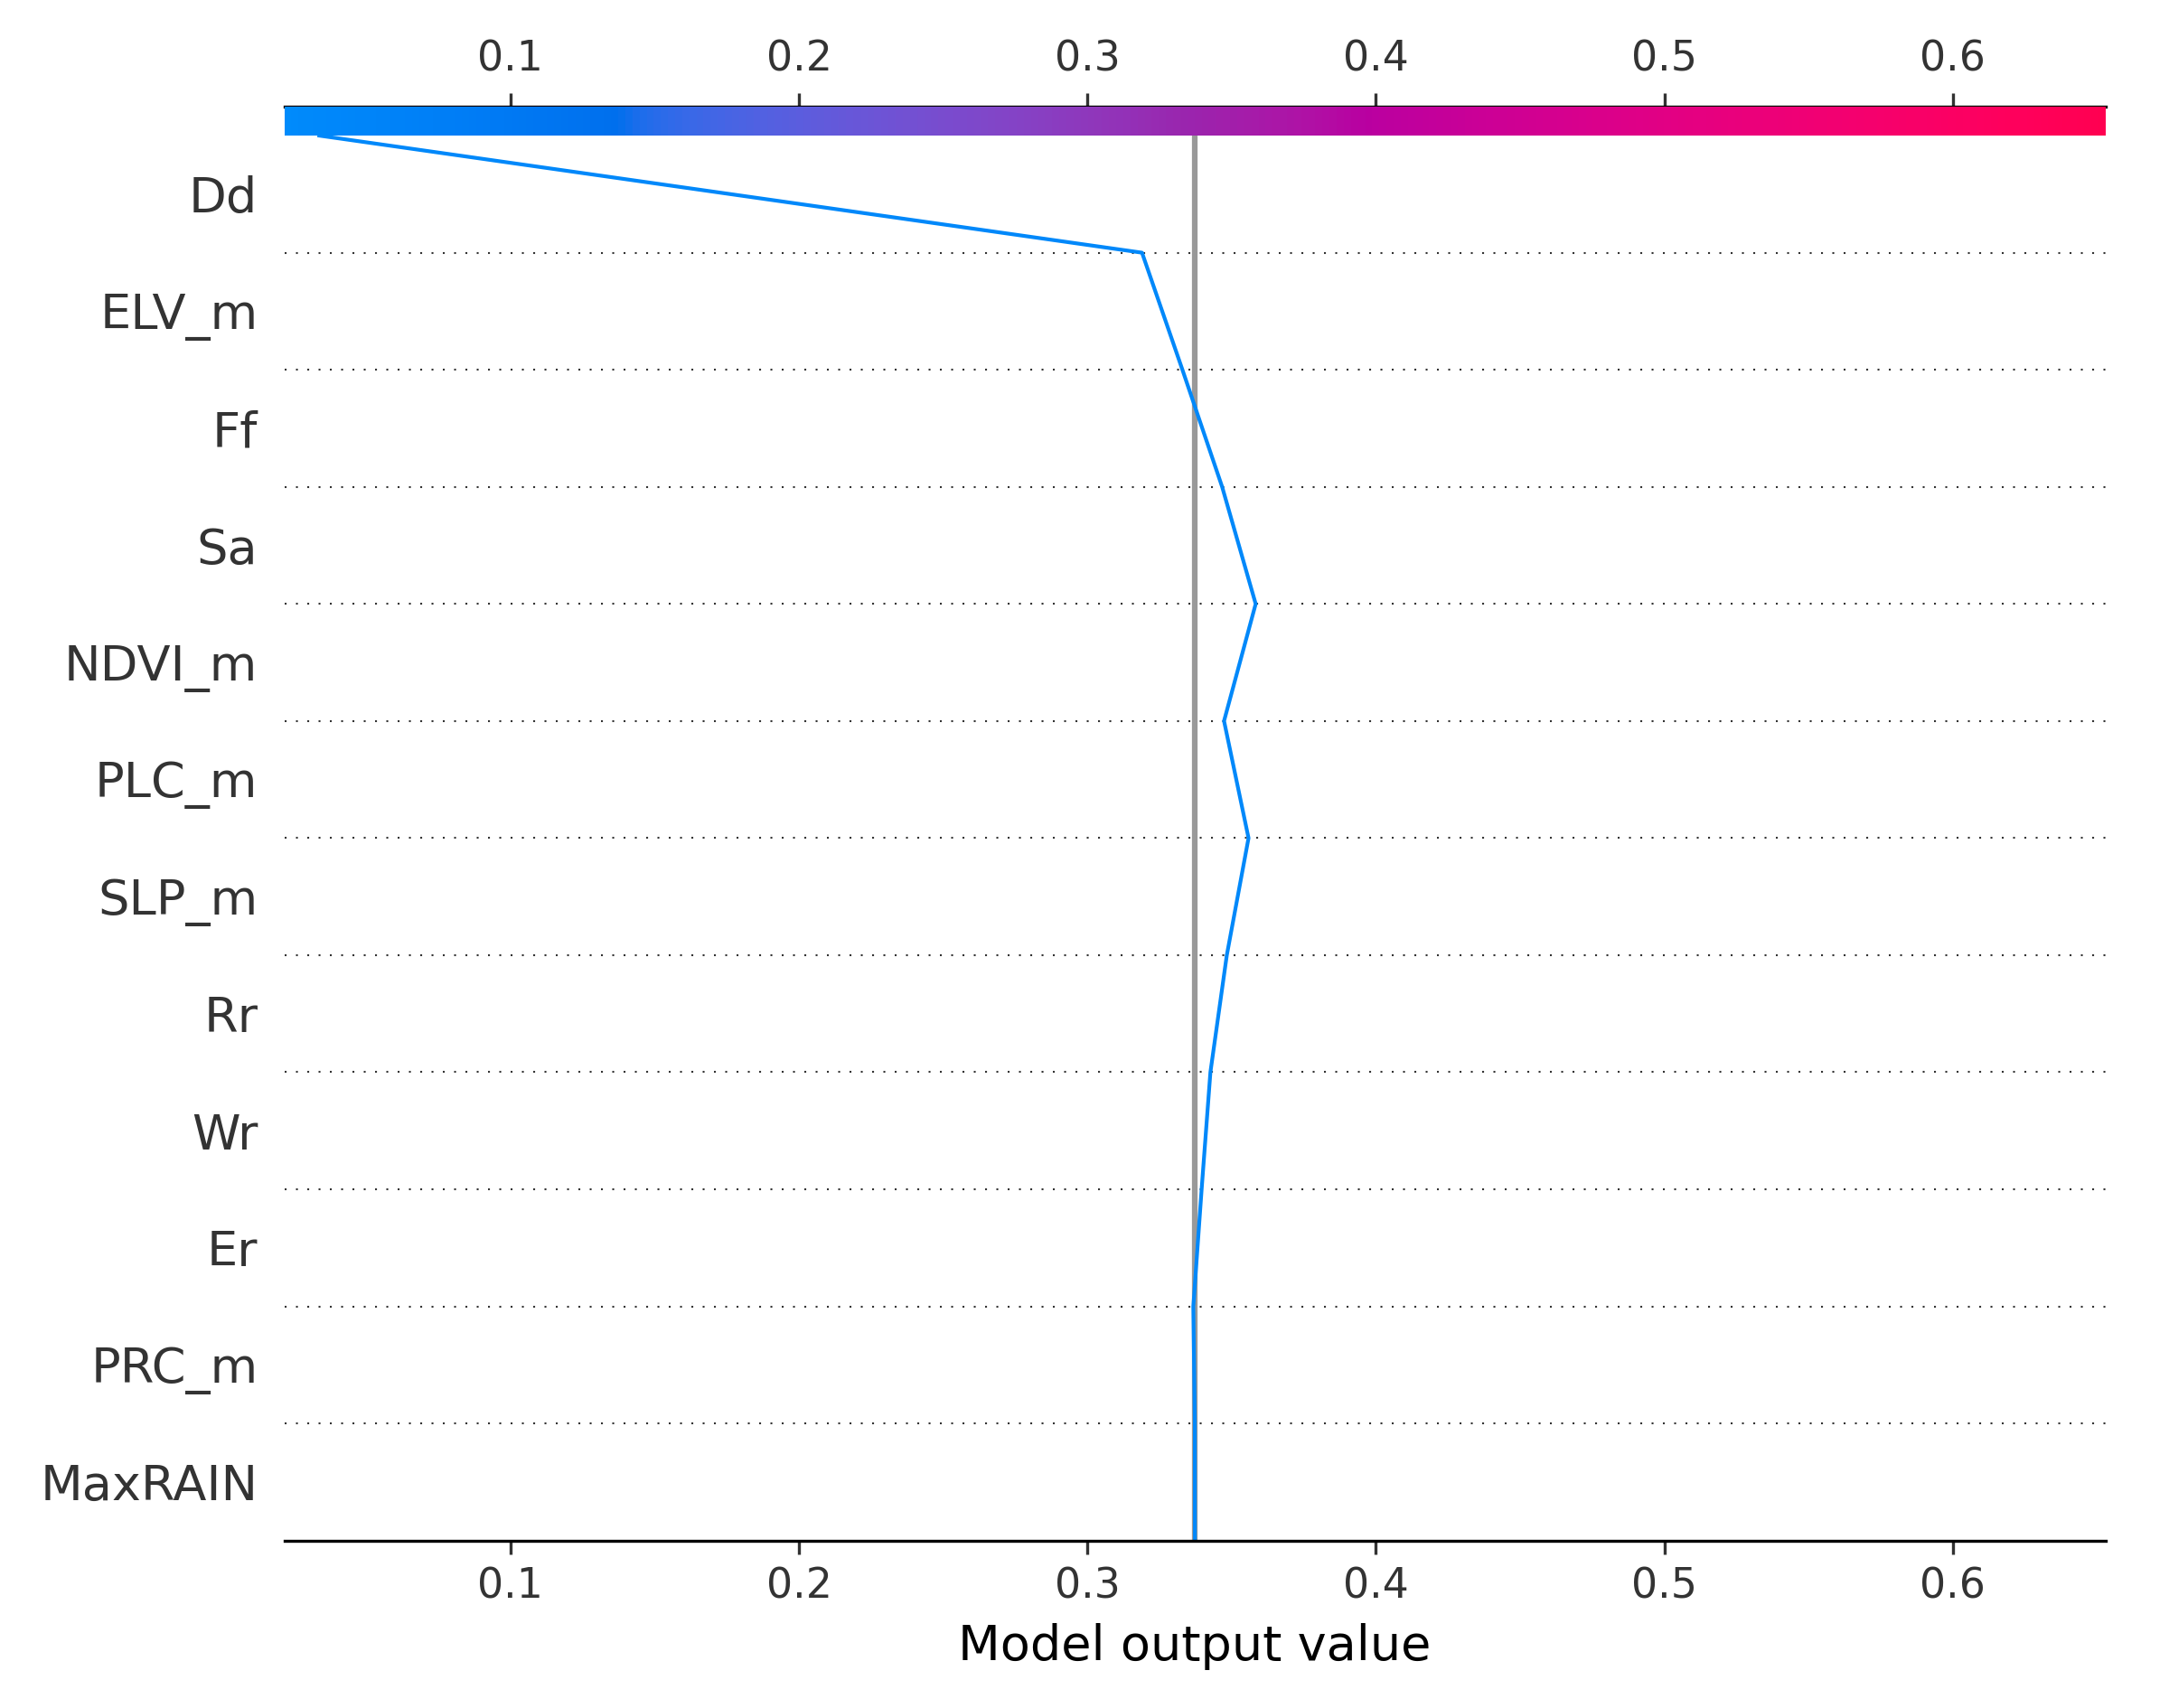 0.1 0.2 0.3 0.4 0.5 0.6
Dd
ELV_m
Ff
Sa
NDVI_m
PLC_m
SLP_m
Rr
Wr
Er
PRC_m
MaxRAIN
0.1 0.2 0.3 0.4 0.5 0.6
Model output value